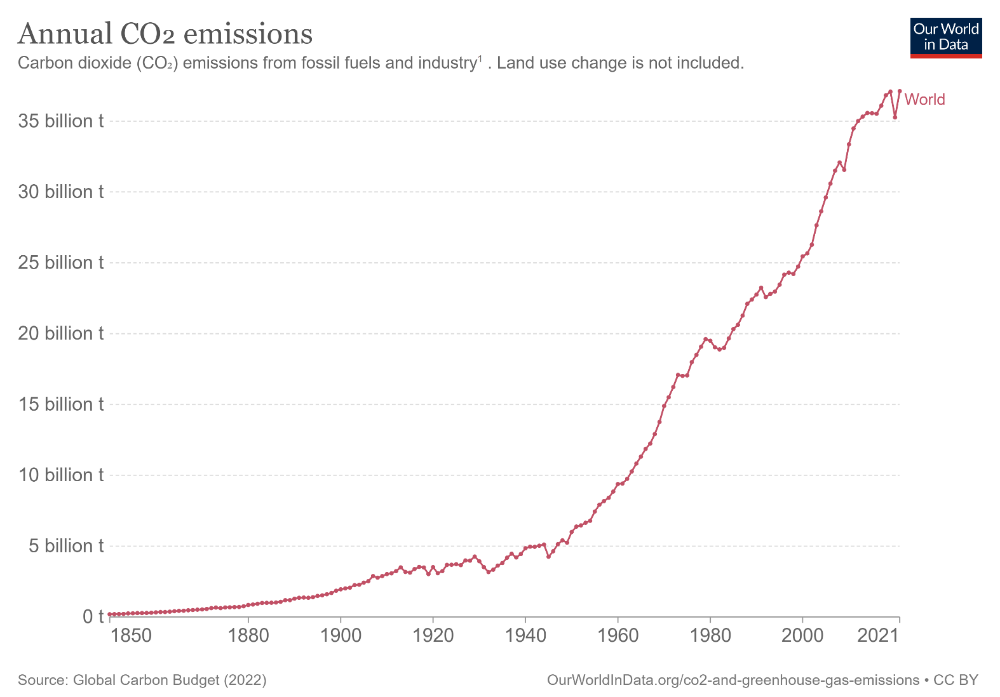 Annual CO₂ emissions
Our World
in Data
Carbon dioxide (CO₂) emissions from fossil fuels and industry¹ . Land use change is not included.
World
35 billion t
30 billion t
25 billion t
20 billion t
15 billion t
10 billion t
5 billion t
0 t
1850 1880 1900 1920 1940 1960 1980 2000 2021
Source: Global Carbon Budget (2022)
OurWorldInData.org/co2-and-greenhouse-gas-emissions • CC BY